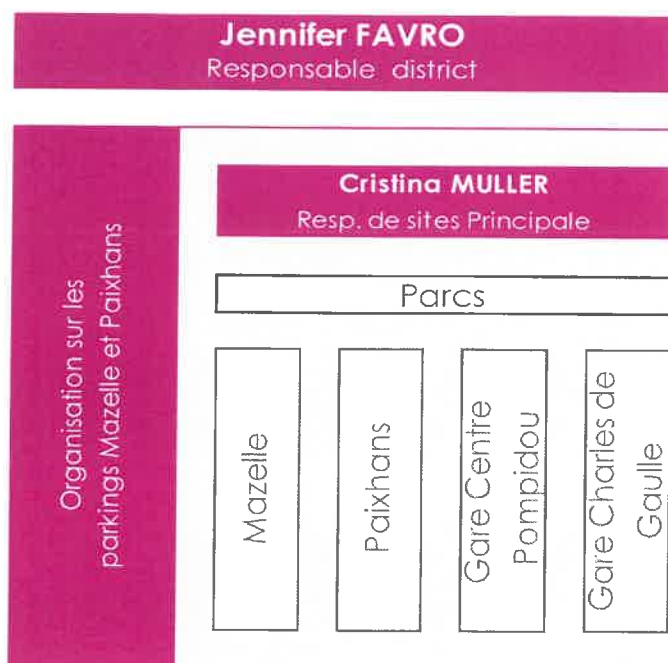 Jennifer FAVRO
Responsable district
Organisation sur les
parkings Mazelle et Paixhans
Cristina MULLER
Resp. de sites Principale
Parcs
Mazelle
Paixhans
Gare Centre
Pompidou
Gare Charles de
Gaulle